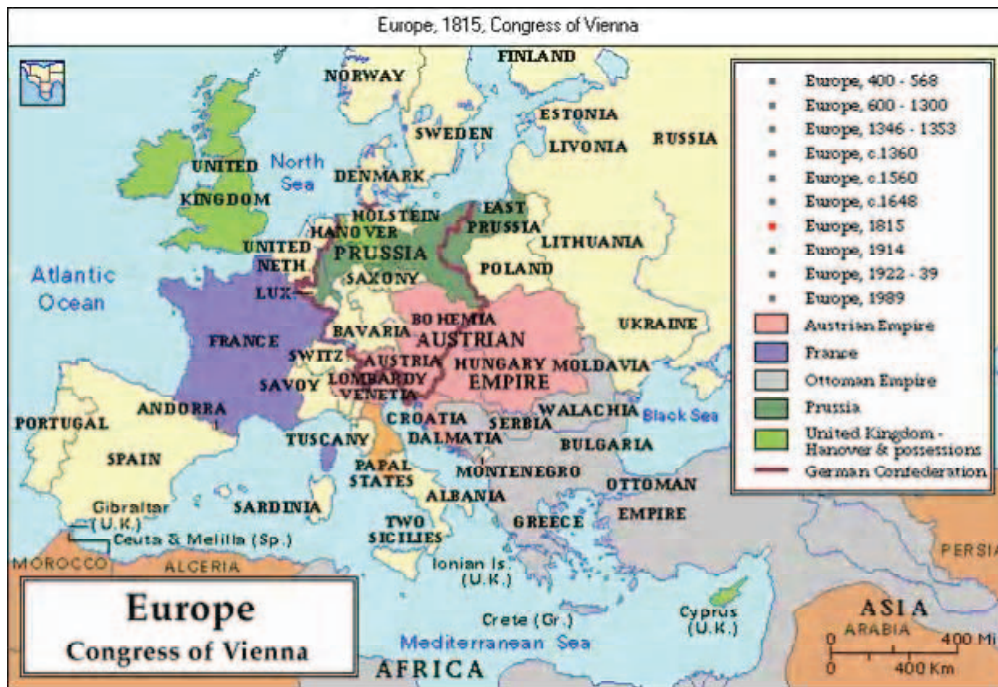 Europe, 1815, Congress of Vienna
FINLAND
NORWAY
ESTONIA
SWEDEN
LIVONIA
RUSSIA
UNITED
KINGDOM
North
Sea
DENMARK
HOLSTEIN
EAST
PRUSSIA
HANOVER
LITHUANIA
UNITED
NETH
PRUSSIA
SAXONY
POLAND
Atlantic
Ocean
LUX
BOHEMIA
UKRAINE
FRANCE
BAVARIA
AUSTRIAN
EMPIRE
SWITZ
AUSTRIA
HUNGARY
MOLDAVIA
SAVOY
LOMBARDY
VENETIA
ANDORRA
CROATIA
WALACHIA
SERBIA
Black Sea
PORTUGAL
TUSCANY
DALMATIA
BULGARIA
SPAIN
PAPAL
STATES
MONTENEGRO
OTTOMAN
EMPIRE
Gibraltar
(U.K.)
SARDINIA
ALBANIA
GREECE
Ceuta & Melilla (Sp.)
TWO
SICILIES
MOROCCO
ALGERIA
Ionian Is.
(U.K.)
PERSIA
Crete (Gr.)
Cyprus
(U.K.)
ASIA
ARABIA
Mediterranean Sea
AFRICA
0 400 Mi
0 400 Km
Europe
Congress of Vienna
Europe, 400 - 568
Europe, 600 - 1300
Europe, 1346 - 1353
Europe, c.1360
Europe, c.1560
Europe, c.1648
Europe, 1815
Europe, 1914
Europe, 1922 - 39
Europe, 1989
Austrian Empire
France
Ottoman Empire
Prussia
United Kingdom -
Hanover & possessions
German Confederation